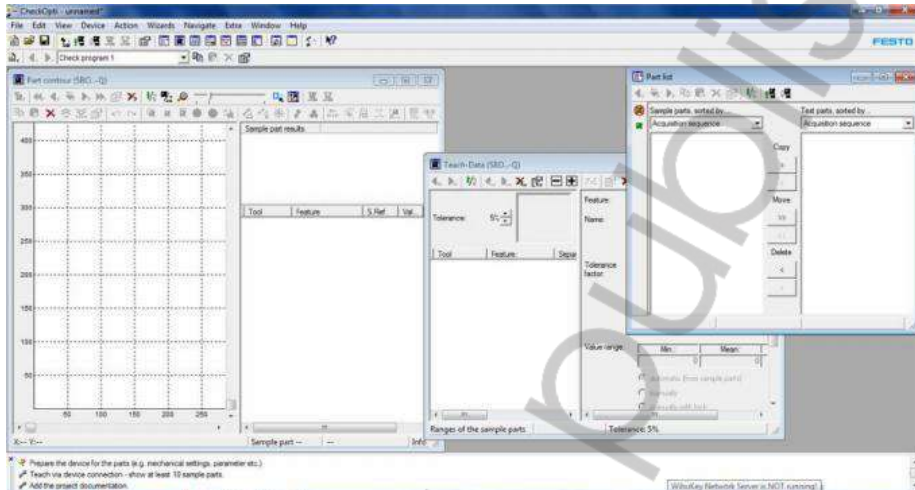 CheckOpti - unnamed*
File Edit View Device Action Wizards Navigate Extra Window Help
Check program 1
FESTO
Part contour (SBO..-Q)
Sample part results
Tool Feature S.Ref Val...
400
350
300
250
200
150
100
50
50 100 150 200 250
X:-- Y:--
Sample part -- -- Info
Teach-Data (SBO..-Q)
Tolerance: 5%
Tool Feature Separ
Feature:
Name:
Tolerance
factor:
Value range:
Min.: Mean:
0 0
Automatic (from sample parts)
Manually
Manually with lock
Ranges of the sample parts
Tolerance: 5%
Part list
Sample parts, sorted by ... Test parts, sorted by ...
Acquisition sequence Acquisition sequence
Copy
Move
>>
<<
Delete
<
Prepare the device for the parts (e.g. mechanical settings, parameter etc.)
Teach via device connection - show at least 10 sample parts.
Add the project documentation.
WibuKey Network Server is NOT running!
publis